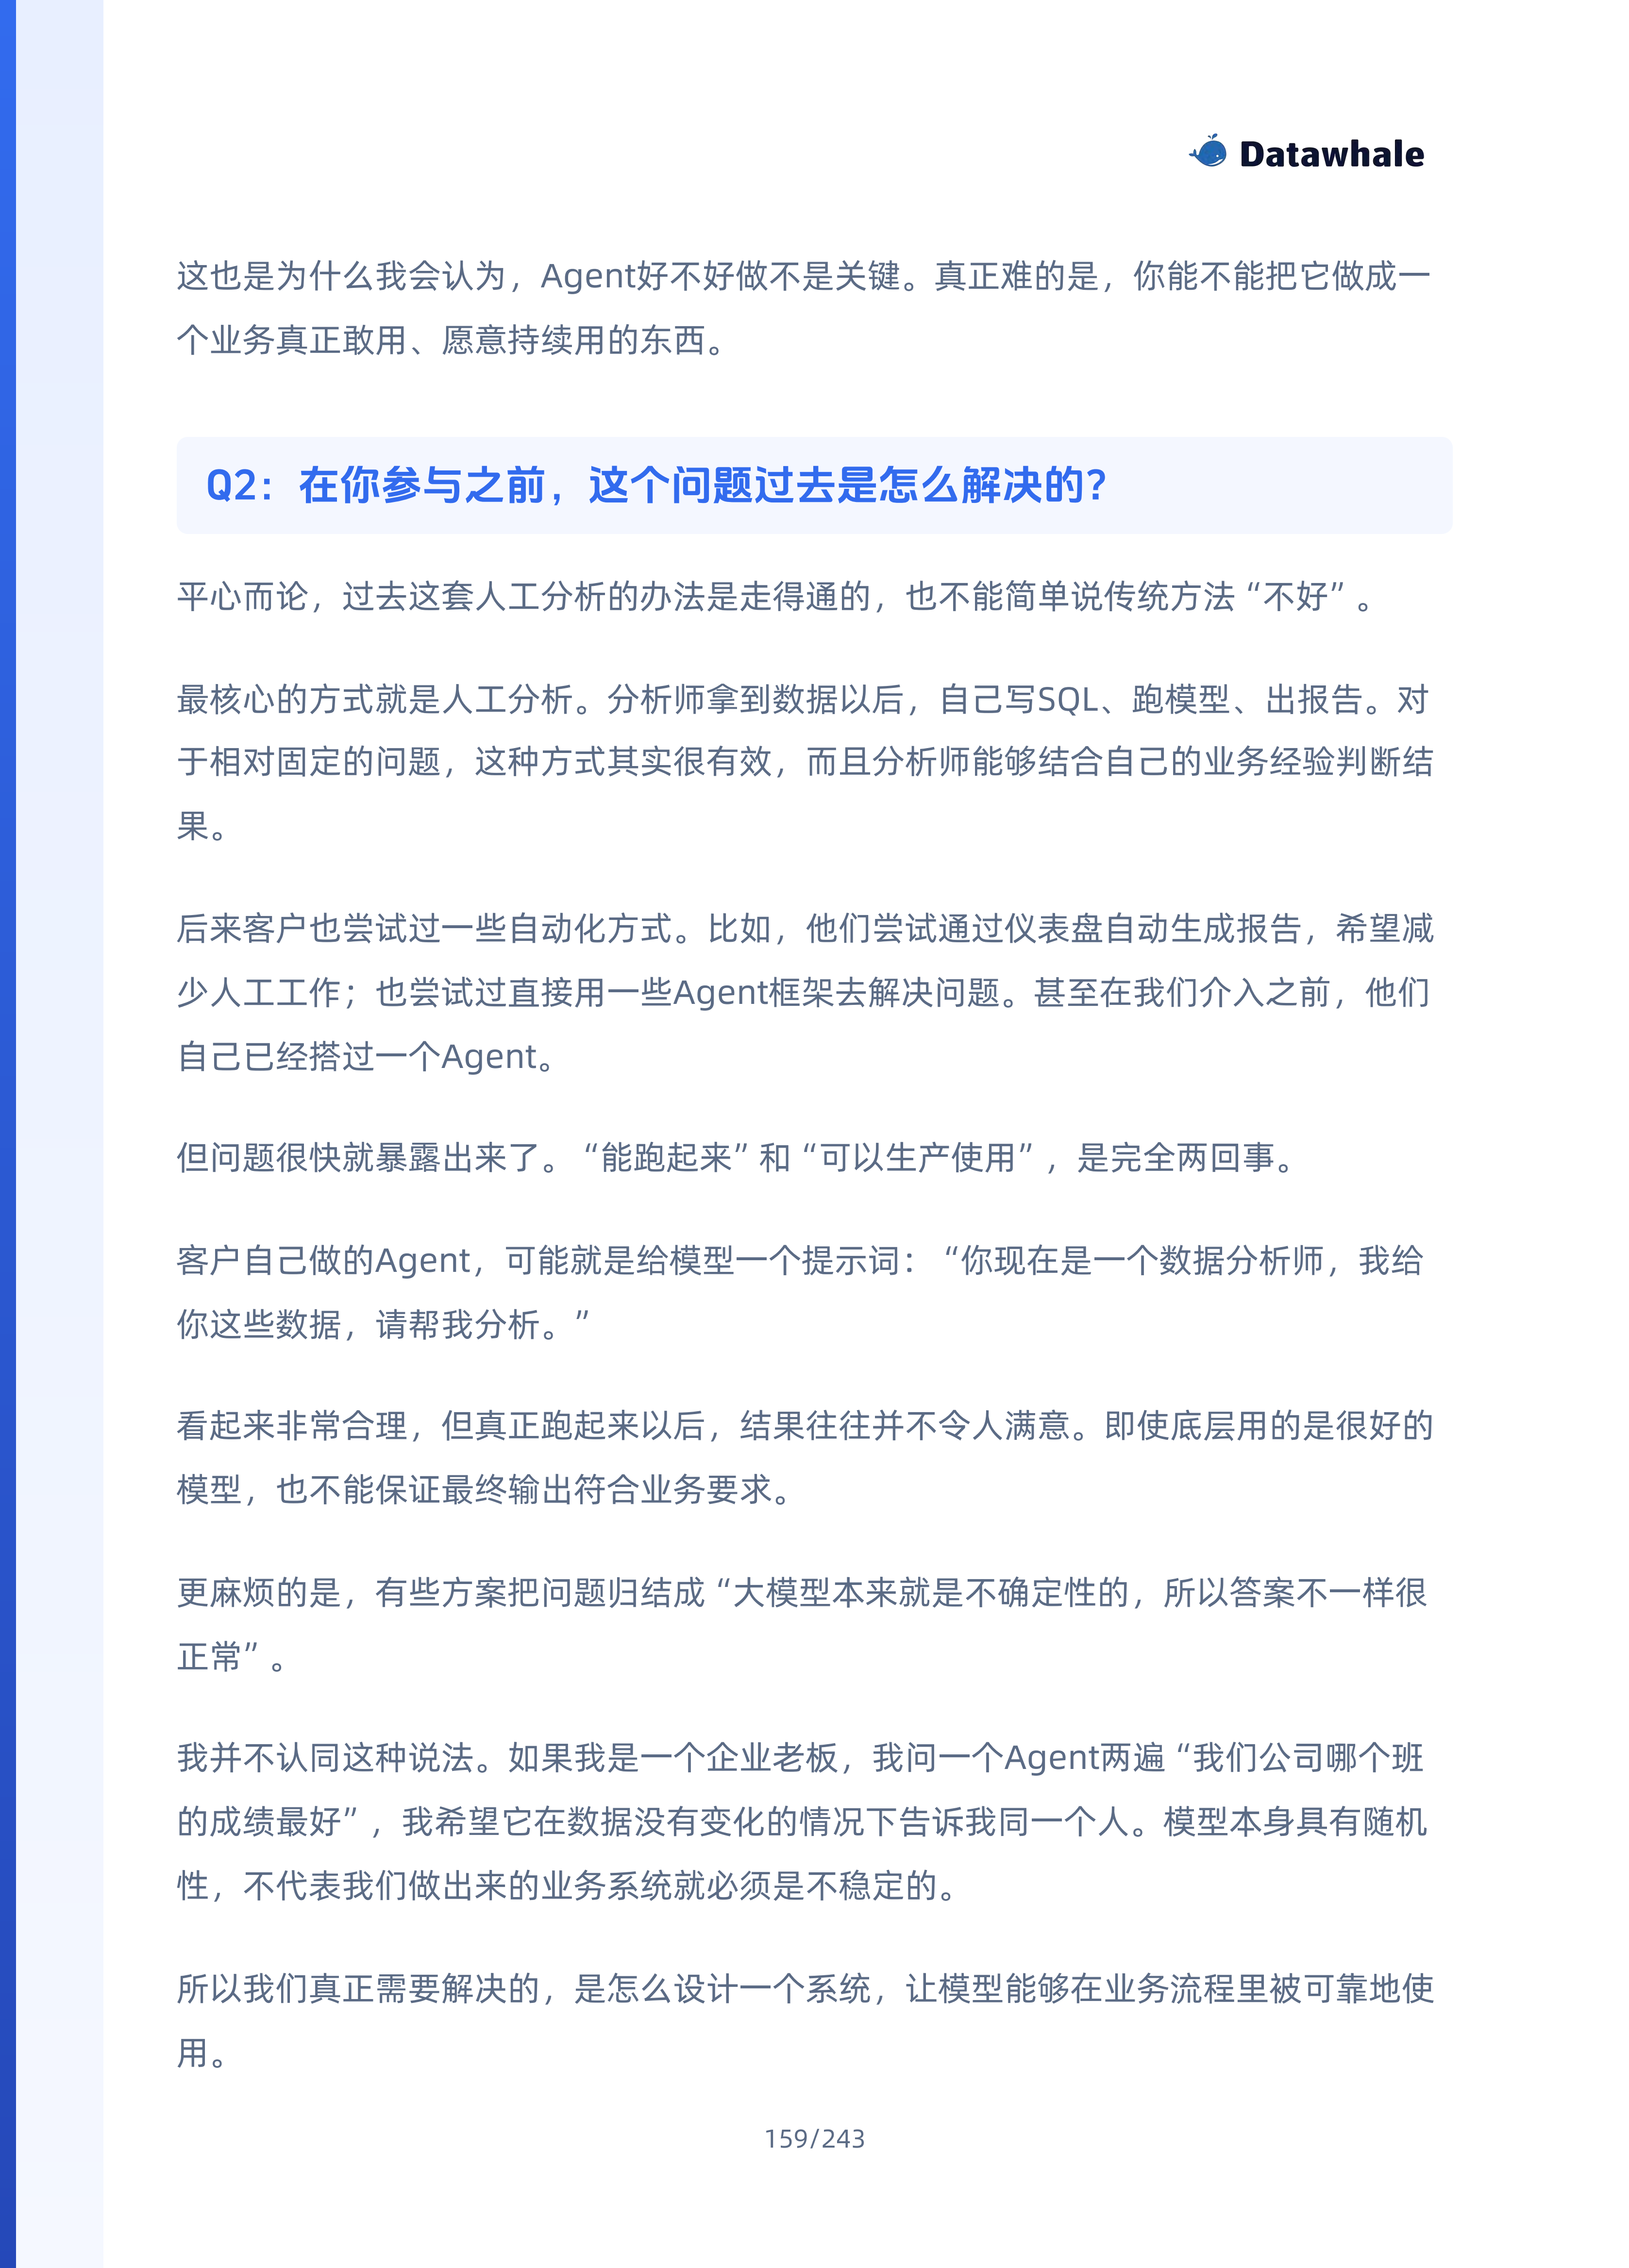 Datawhale
这也是为什么我会认为，Agent好不好做不是关键。真正难的是，你能不能把它做成一
个业务真正敢用、愿意持续用的东西。
Q2：在你参与之前，这个问题过去是怎么解决的？
平心而论，过去这套人工分析的办法是走得通的，也不能简单说传统方法“不好”。
最核心的方式就是人工分析。分析师拿到数据以后，自己写SQL、跑模型、出报告。对
于相对固定的问题，这种方式其实很有效，而且分析师能够结合自己的业务经验判断结
果。
后来客户也尝试过一些自动化方式。比如，他们尝试通过仪表盘自动生成报告，希望减
少人工工作；也尝试过直接用一些Agent框架去解决问题。甚至在我们介入之前，他们
自己已经搭过一个Agent。
但问题很快就暴露出来了。“能跑起来”和“可以生产使用”，是完全两回事。
客户自己做的Agent，可能就是给模型一个提示词：“你现在是一个数据分析师，我给
你这些数据，请帮我分析。”
看起来非常合理，但真正跑起来以后，结果往往并不令人满意。即使底层用的是很好的
模型，也不能保证最终输出符合业务要求。
更麻烦的是，有些方案把问题归结成“大模型本来就是不确定性的，所以答案不一样很
正常”。
我并不认同这种说法。如果我是一个企业老板，我问一个Agent两遍“我们公司哪个班
的成绩最好”，我希望它在数据没有变化的情况下告诉我同一个人。模型本身具有随机
性，不代表我们做出来的业务系统就必须是不稳定的。
所以我们真正需要解决的，是怎么设计一个系统，让模型能够在业务流程里被可靠地使
用。
159/243